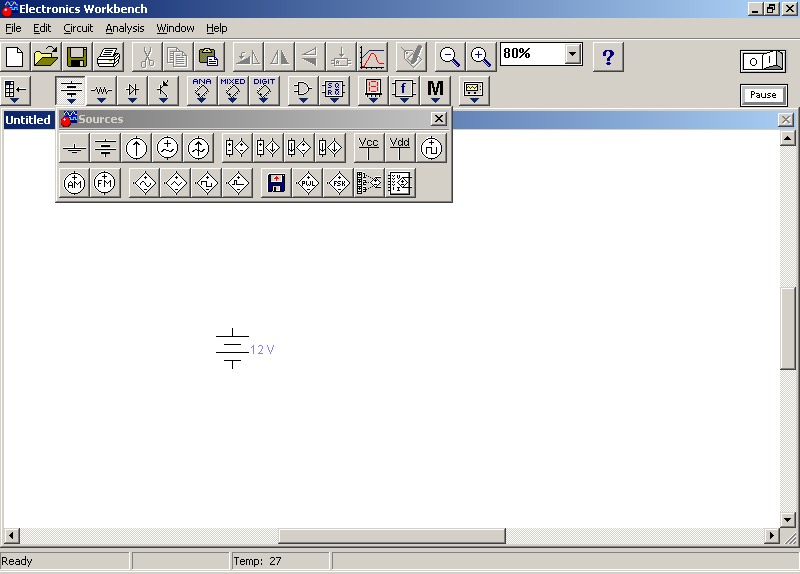 Electronics Workbench
File Edit Circuit Analysis Window Help
80%
?
O I
ANA MIXED DIGIT
f M
Pause
Untitled
Sources
Vcc Vdd
AM FM PUL FSK
12 V
Ready Temp: 27